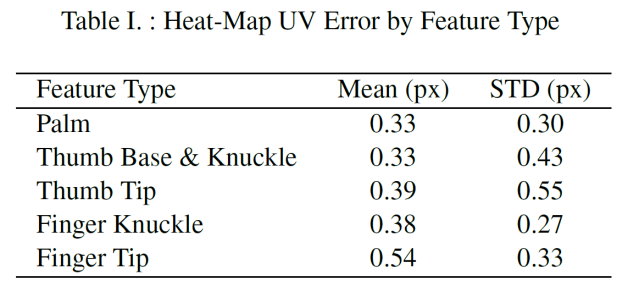 Table I. : Heat-Map UV Error by Feature Type
Feature Type Mean (px) STD (px)
Palm 0.33 0.30
Thumb Base & Knuckle 0.33 0.43
Thumb Tip 0.39 0.55
Finger Knuckle 0.38 0.27
Finger Tip 0.54 0.33